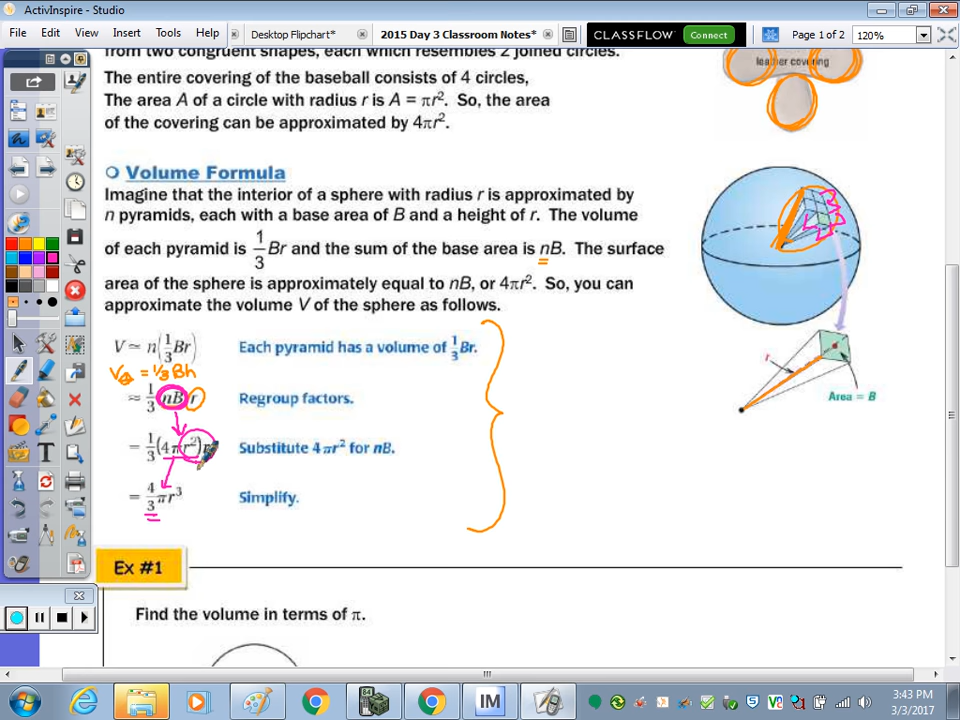 ActivInspire - Studio
File Edit View Insert Tools Help
Desktop Flipchart*
2015 Day 3 Classroom Notes*
CLASSFLOW Connect
Page 1 of 2
120%
from two congruent shapes, each which resembles 2 joined circles.
leather covering
The entire covering of the baseball consists of 4 circles,
The area A of a circle with radius r is A = πr². So, the area
of the covering can be approximated by 4πr².
Volume Formula
Imagine that the interior of a sphere with radius r is approximated by
n pyramids, each with a base area of B and a height of r. The volume
of each pyramid is 1/3 Br and the sum of the base area is nB. The surface
area of the sphere is approximately equal to nB, or 4πr². So, you can
approximate the volume V of the sphere as follows.
V ≈ n(1/3 Br) Each pyramid has a volume of 1/3 Br.
= 1/3 Bh
≈ 1/3 nB r Regroup factors.
= 1/3 (4πr²)r Substitute 4πr² for nB.
= 4/3 πr³ Simplify.
r
Area = B
Ex #1
Find the volume in terms of π.
IM
3:43 PM
3/3/2017